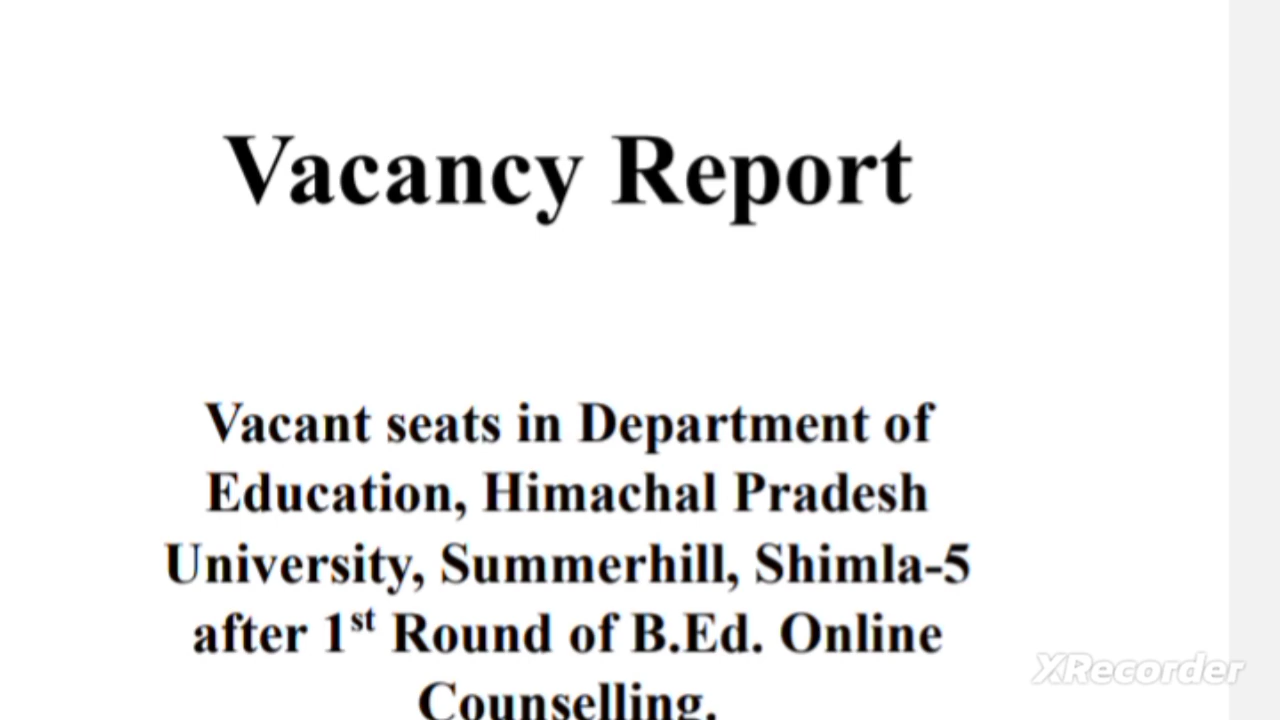 Vacancy Report
Vacant seats in Department of
Education, Himachal Pradesh
University, Summerhill, Shimla-5
after 1st Round of B.Ed. Online
Counselling.
XRecorder